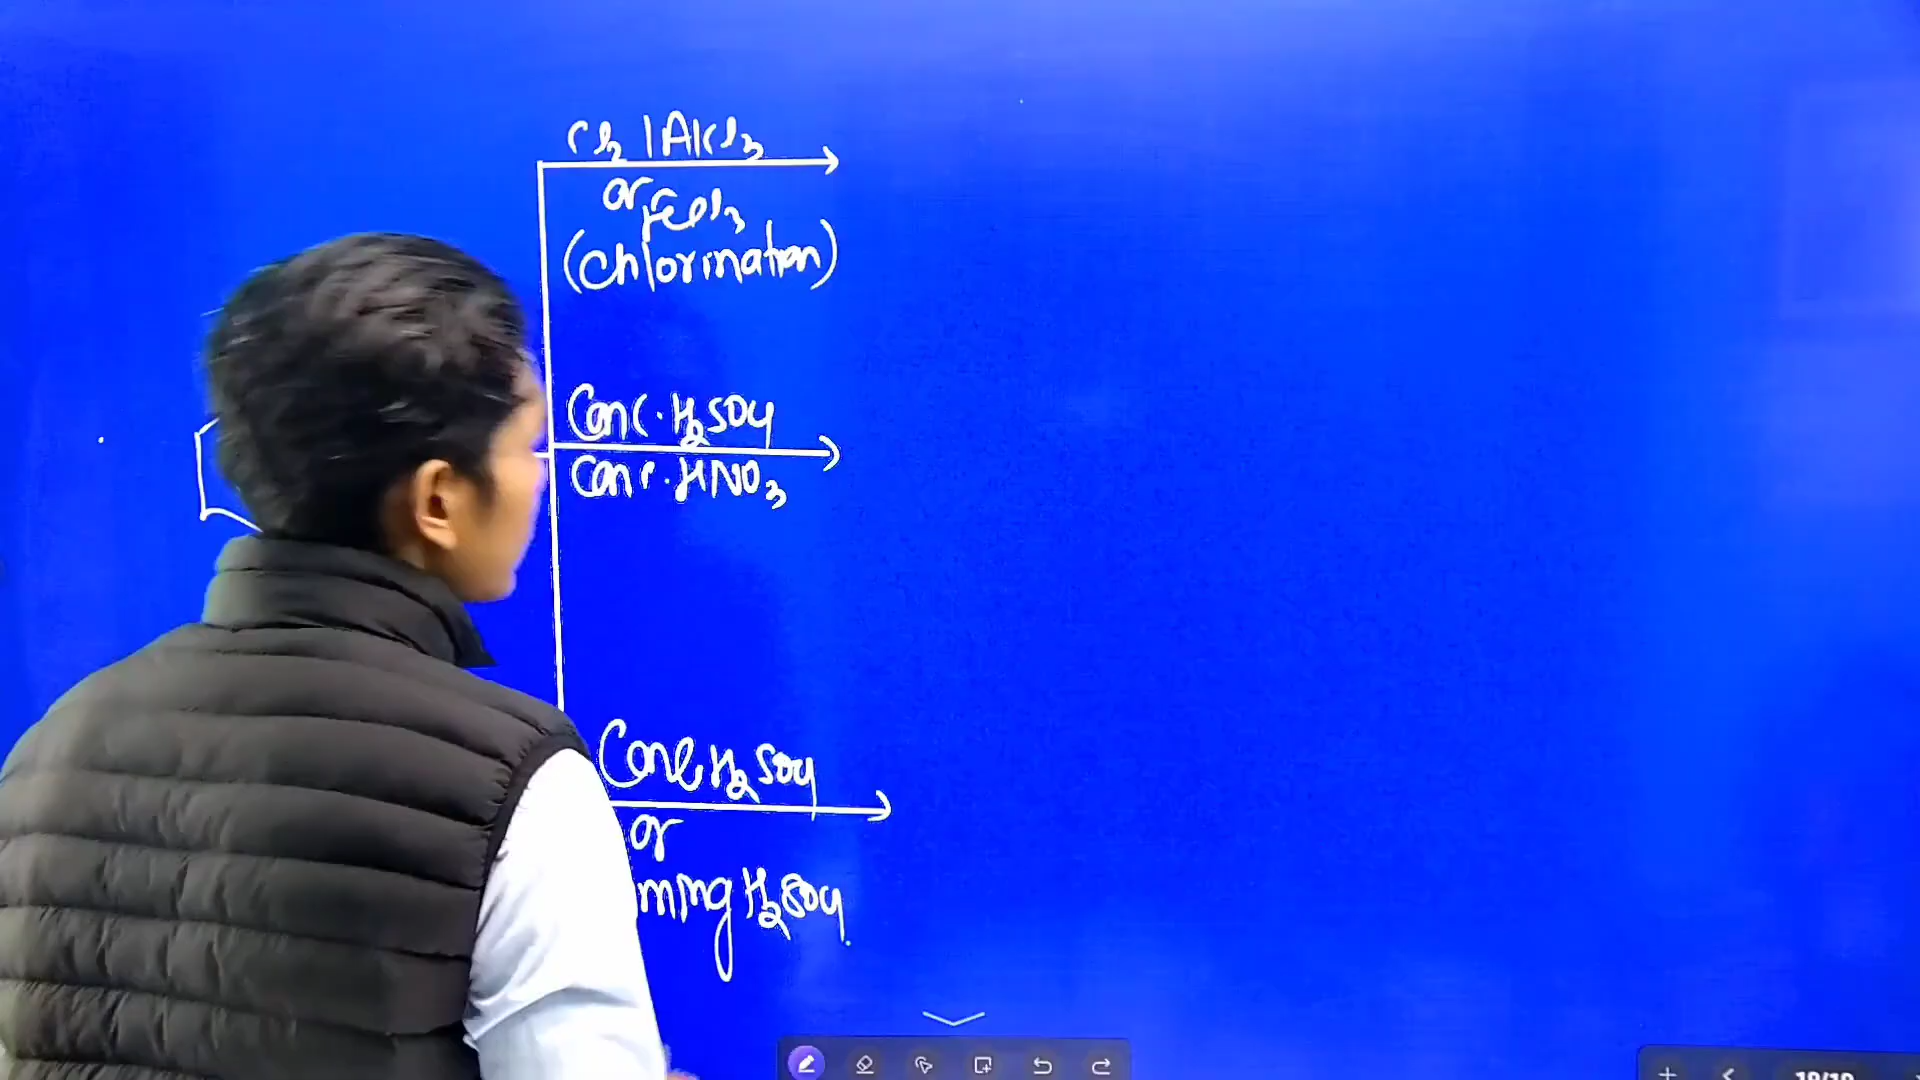 Cl₂ | AlCl₃
or FeCl₃
(chlorination)
Conc. H₂SO₄
Conc. HNO₃
Conc H₂SO₄
or
ming H₂SO₄.